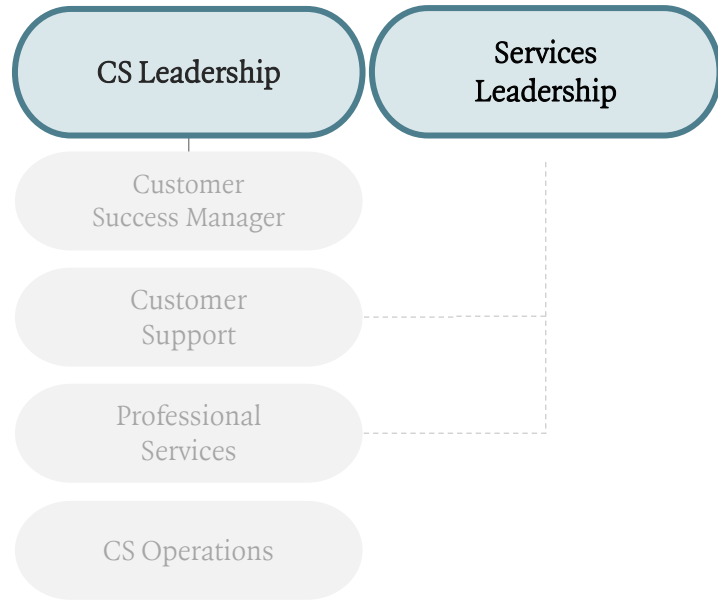 CS Leadership
Services
Leadership
Customer
Success Manager
Customer
Support
Professional
Services
CS Operations